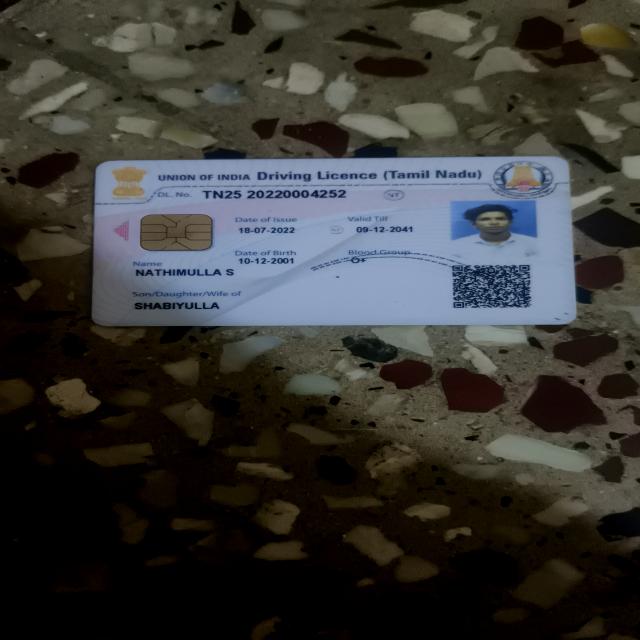 UNION OF INDIA Driving Licence (Tamil Nadu)
DL. No. TN25 20220004252
Date of Issue Valid Till
18-07-2022 09-12-2041
Date of Birth Blood Group
10-12-2001 O+
Name
NATHIMULLA S
Son/Daughter/Wife of
SHABIYULLA